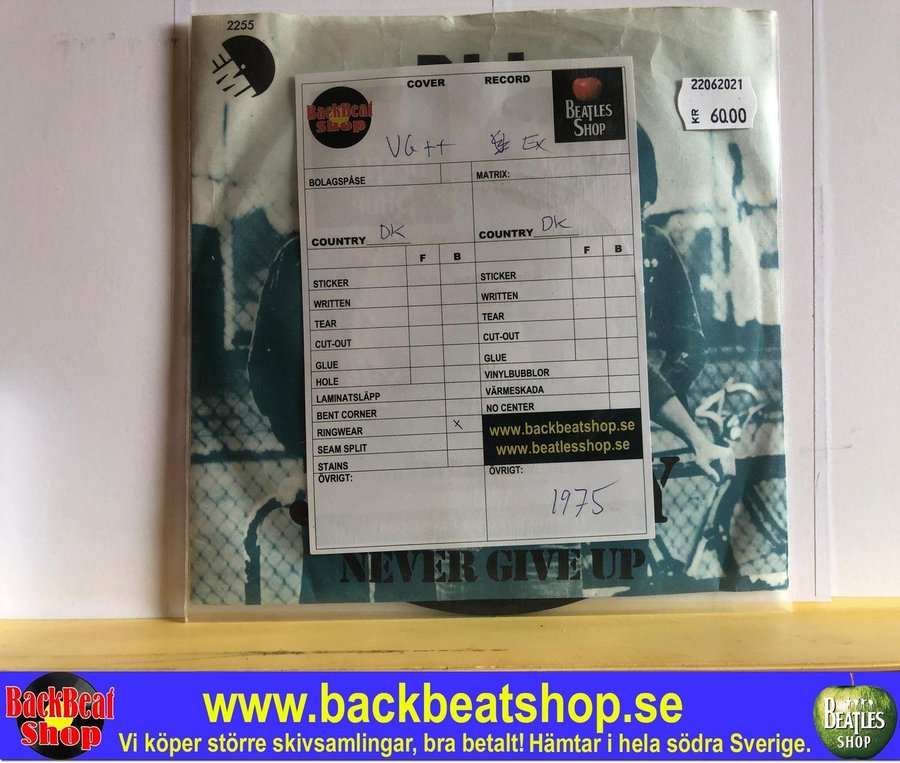 2255
EMI
22062021
KR 60.00
COVER RECORD
BackBeat Shop
BEATLES SHOP
VG ++ Ex
BOLAGSPÅSE MATRIX:
COUNTRY DK COUNTRY DK
F B F B
STICKER STICKER
WRITTEN WRITTEN
TEAR TEAR
CUT-OUT CUT-OUT
GLUE GLUE
HOLE VINYLBUBBLOR
LAMINATSLÄPP VÄRMESKADA
BENT CORNER NO CENTER
RINGWEAR x
SEAM SPLIT
STAINS
www.backbeatshop.se
www.beatlesshop.se
ÖVRIGT: ÖVRIGT:
1975
Y
NEVER GIVE UP
BackBeat Shop
www.backbeatshop.se
Vi köper större skivsamlingar, bra betalt! Hämtar i hela södra Sverige.
BEATLES SHOP